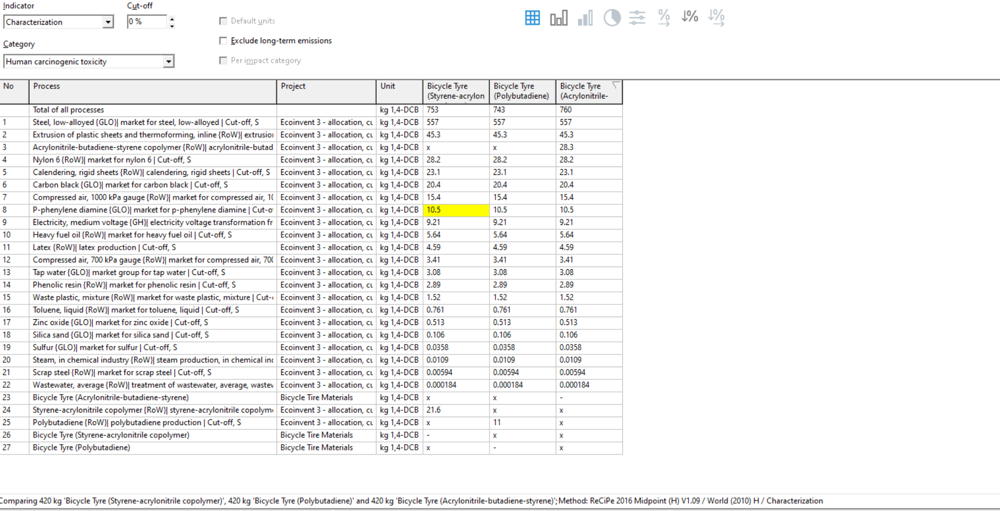 Indicator Cut-off
Characterization 0 % Default units
Exclude long-term emissions
Category
Human carcinogenic toxicity Per impact category
No Process Project Unit Bicycle Tyre (Styrene-acrylon Bicycle Tyre (Polybutadiene) Bicycle Tyre (Acrylonitrile-
Total of all processes kg 1,4-DCB 753 743 760
1 Steel, low-alloyed {GLO}| market for steel, low-alloyed | Cut-off, S Ecoinvent 3 - allocation, cu kg 1,4-DCB 557 557 557
2 Extrusion of plastic sheets and thermoforming, inline {RoW}| extrusion Ecoinvent 3 - allocation, cu kg 1,4-DCB 45.3 45.3 45.3
3 Acrylonitrile-butadiene-styrene copolymer {RoW}| acrylonitrile-butad Ecoinvent 3 - allocation, cu kg 1,4-DCB x x 28.3
4 Nylon 6 {RoW}| market for nylon 6 | Cut-off, S Ecoinvent 3 - allocation, cu kg 1,4-DCB 28.2 28.2 28.2
5 Calendering, rigid sheets {RoW}| calendering, rigid sheets | Cut-off, S Ecoinvent 3 - allocation, cu kg 1,4-DCB 23.1 23.1 23.1
6 Carbon black {GLO}| market for carbon black | Cut-off, S Ecoinvent 3 - allocation, cu kg 1,4-DCB 20.4 20.4 20.4
7 Compressed air, 1000 kPa gauge {RoW}| market for compressed air, 10 Ecoinvent 3 - allocation, cu kg 1,4-DCB 15.4 15.4 15.4
8 P-phenylene diamine {GLO}| market for p-phenylene diamine | Cut-o Ecoinvent 3 - allocation, cu kg 1,4-DCB 10.5 10.5 10.5
9 Electricity, medium voltage {GH}| electricity voltage transformation fr Ecoinvent 3 - allocation, cu kg 1,4-DCB 9.21 9.21 9.21
10 Heavy fuel oil {RoW}| market for heavy fuel oil | Cut-off, S Ecoinvent 3 - allocation, cu kg 1,4-DCB 5.64 5.64 5.64
11 Latex {RoW}| latex production | Cut-off, S Ecoinvent 3 - allocation, cu kg 1,4-DCB 4.59 4.59 4.59
12 Compressed air, 700 kPa gauge {RoW}| market for compressed air, 700 Ecoinvent 3 - allocation, cu kg 1,4-DCB 3.41 3.41 3.41
13 Tap water {GLO}| market group for tap water | Cut-off, S Ecoinvent 3 - allocation, cu kg 1,4-DCB 3.08 3.08 3.08
14 Phenolic resin {RoW}| market for phenolic resin | Cut-off, S Ecoinvent 3 - allocation, cu kg 1,4-DCB 2.89 2.89 2.89
15 Waste plastic, mixture {RoW}| market for waste plastic, mixture | Cut- Ecoinvent 3 - allocation, cu kg 1,4-DCB 1.52 1.52 1.52
16 Toluene, liquid {RoW}| market for toluene, liquid | Cut-off, S Ecoinvent 3 - allocation, cu kg 1,4-DCB 0.761 0.761 0.761
17 Zinc oxide {GLO}| market for zinc oxide | Cut-off, S Ecoinvent 3 - allocation, cu kg 1,4-DCB 0.513 0.513 0.513
18 Silica sand {GLO}| market for silica sand | Cut-off, S Ecoinvent 3 - allocation, cu kg 1,4-DCB 0.106 0.106 0.106
19 Sulfur {GLO}| market for sulfur | Cut-off, S Ecoinvent 3 - allocation, cu kg 1,4-DCB 0.0358 0.0358 0.0358
20 Steam, in chemical industry {RoW}| steam production, in chemical inc Ecoinvent 3 - allocation, cu kg 1,4-DCB 0.0109 0.0109 0.0109
21 Scrap steel {RoW}| market for scrap steel | Cut-off, S Ecoinvent 3 - allocation, cu kg 1,4-DCB 0.00594 0.00594 0.00594
22 Wastewater, average {RoW}| treatment of wastewater, average, wastew Ecoinvent 3 - allocation, cu kg 1,4-DCB 0.000184 0.000184 0.000184
23 Bicycle Tyre (Acrylonitrile-butadiene-styrene) Bicycle Tire Materials kg 1,4-DCB x x -
24 Styrene-acrylonitrile copolymer {RoW}| styrene-acrylonitrile copolyme Ecoinvent 3 - allocation, cu kg 1,4-DCB 21.6 x x
25 Polybutadiene {RoW}| polybutadiene production | Cut-off, S Ecoinvent 3 - allocation, cu kg 1,4-DCB x 11 x
26 Bicycle Tyre (Styrene-acrylonitrile copolymer) Bicycle Tire Materials kg 1,4-DCB - x x
27 Bicycle Tyre (Polybutadiene) Bicycle Tire Materials kg 1,4-DCB x - x
Comparing 420 kg 'Bicycle Tyre (Styrene-acrylonitrile copolymer)', 420 kg 'Bicycle Tyre (Polybutadiene)' and 420 kg 'Bicycle Tyre (Acrylonitrile-butadiene-styrene)'; Method: ReCiPe 2016 Midpoint (H) V1.09 / World (2010) H / Characterization